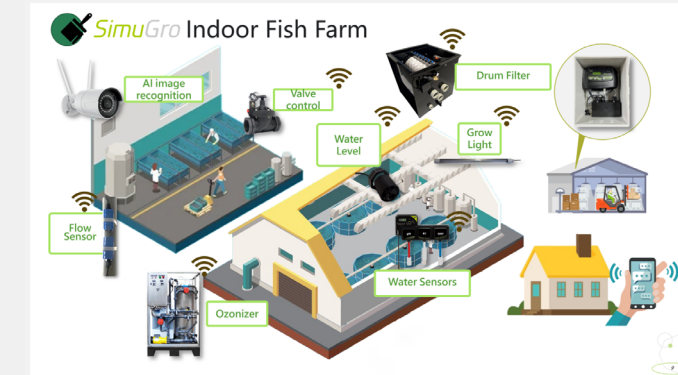 SimuGro Indoor Fish Farm
AI image
recognition
Valve
control
Drum Filter
Water
Level
Grow
Light
Flow
Sensor
Water Sensors
Ozonizer